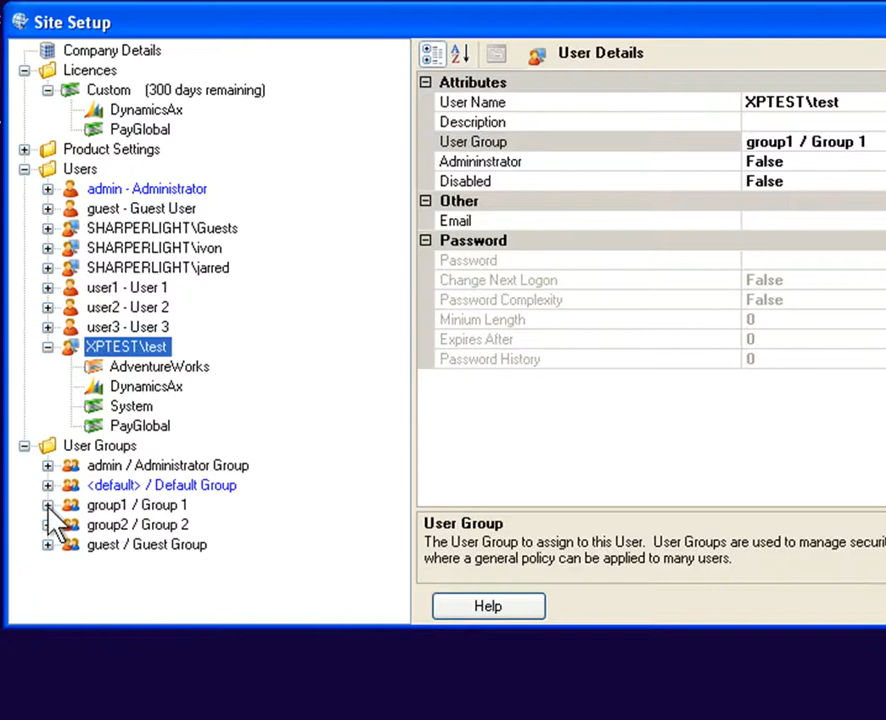 Site Setup
Company Details
Licences
Custom (300 days remaining)
DynamicsAx
PayGlobal
Product Settings
Users
admin - Administrator
guest - Guest User
SHARPERLIGHT\Guests
SHARPERLIGHT\ivon
SHARPERLIGHT\jarred
user1 - User 1
user2 - User 2
user3 - User 3
XPTEST\test
AdventureWorks
DynamicsAx
System
PayGlobal
User Groups
admin / Administrator Group
<default> / Default Group
group1 / Group 1
group2 / Group 2
guest / Guest Group
A
Z
User Details
Attributes
User Name XPTEST\test
Description
User Group group1 / Group 1
Admininstrator False
Disabled False
Other
Email
Password
Password
Change Next Logon False
Password Complexity False
Minium Length 0
Expires After 0
Password History 0
User Group
The User Group to assign to this User. User Groups are used to manage securi
where a general policy can be applied to many users.
Help